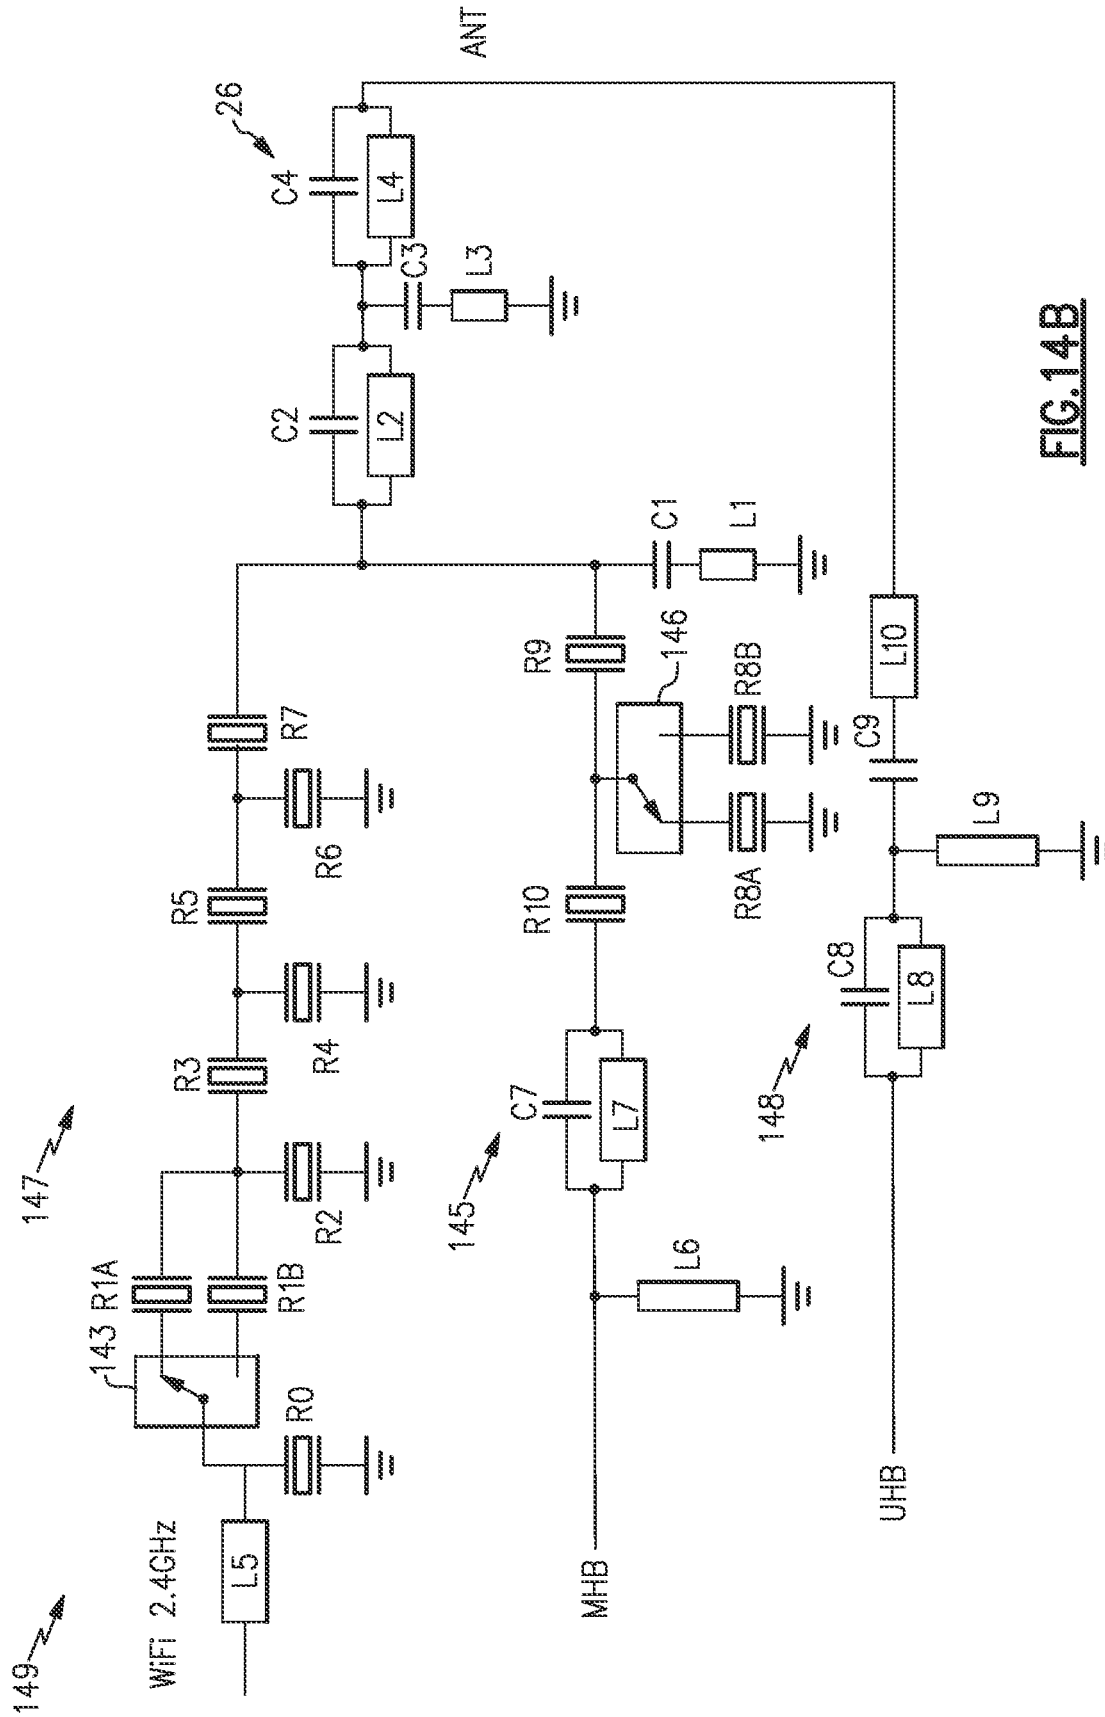 149
WiFi 2.4GHz
L5
R0
143
R1A
R1B
147
R2
R3
R4
R5
R6
R7
C2
L2
C3
L3
C4
L4
26
ANT
MHB
L6
145
C7
L7
R10
R9
146
R8A
R8B
C1
L1
UHB
148
C8
L8
L9
C9
L10
FIG.14B